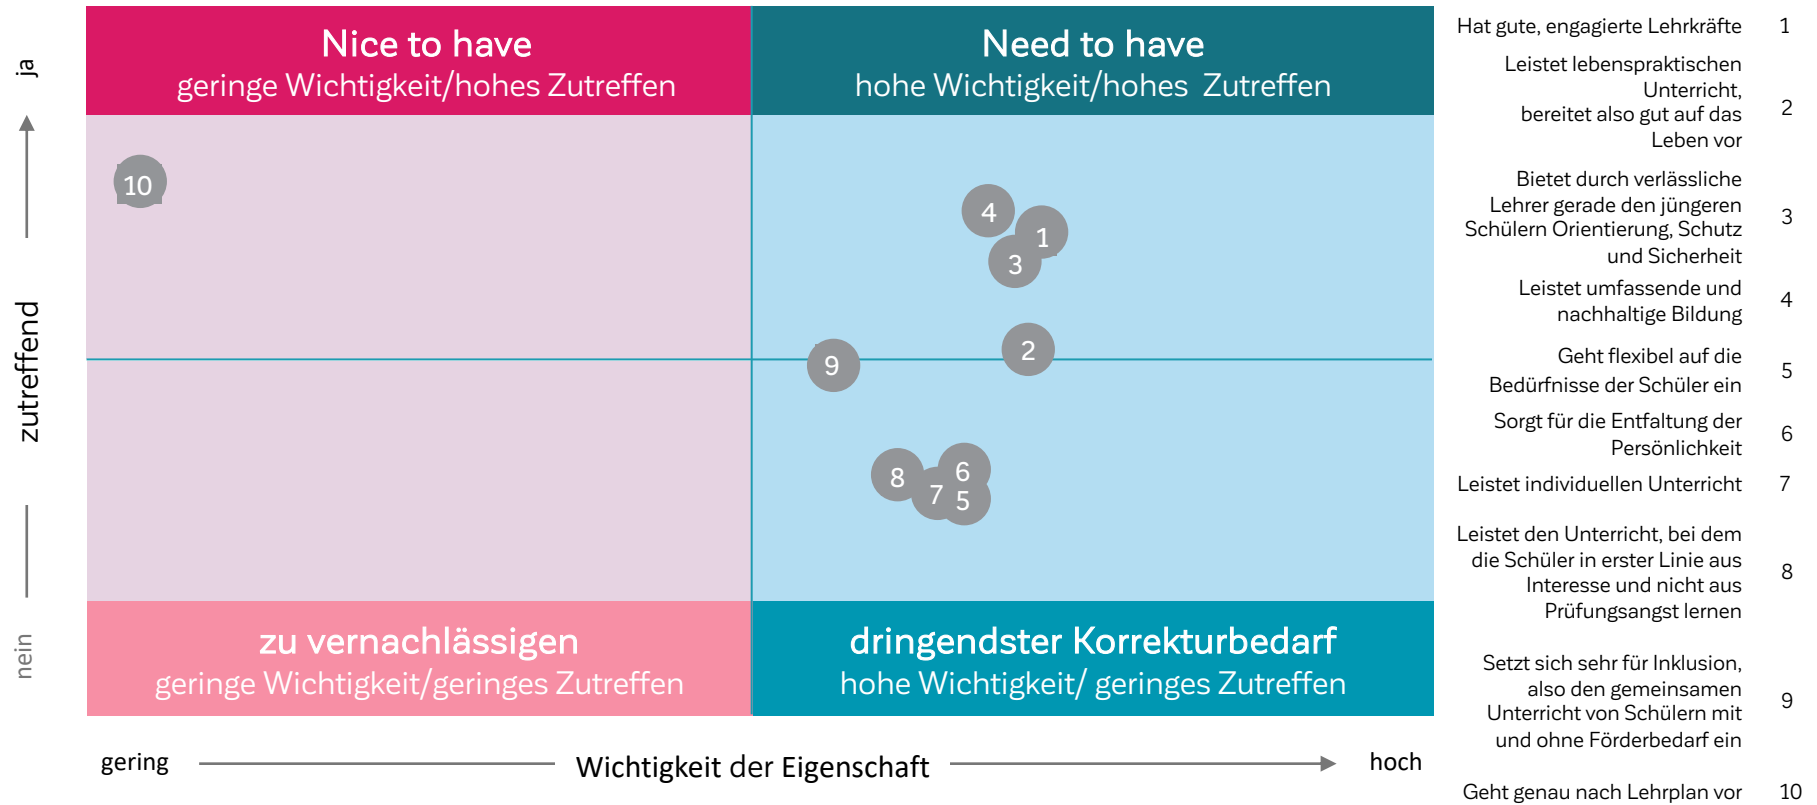 Nice to have
geringe Wichtigkeit/hohes Zutreffen
Need to have
hohe Wichtigkeit/hohes Zutreffen
ja
zutreffend
nein
10
4
1
3
2
9
8
7
6
5
zu vernachlässigen
geringe Wichtigkeit/geringes Zutreffen
dringendster Korrekturbedarf
hohe Wichtigkeit/ geringes Zutreffen
gering
Wichtigkeit der Eigenschaft
hoch
Hat gute, engagierte Lehrkräfte 1
Leistet lebenspraktischen
Unterricht,
bereitet also gut auf das
Leben vor
2
Bietet durch verlässliche
Lehrer gerade den jüngeren
Schülern Orientierung, Schutz
und Sicherheit
3
Leistet umfassende und
nachhaltige Bildung
4
Geht flexibel auf die
Bedürfnisse der Schüler ein
5
Sorgt für die Entfaltung der
Persönlichkeit
6
Leistet individuellen Unterricht 7
Leistet den Unterricht, bei dem
die Schüler in erster Linie aus
Interesse und nicht aus
Prüfungsangst lernen
8
Setzt sich sehr für Inklusion,
also den gemeinsamen
Unterricht von Schülern mit
und ohne Förderbedarf ein
9
Geht genau nach Lehrplan vor 10